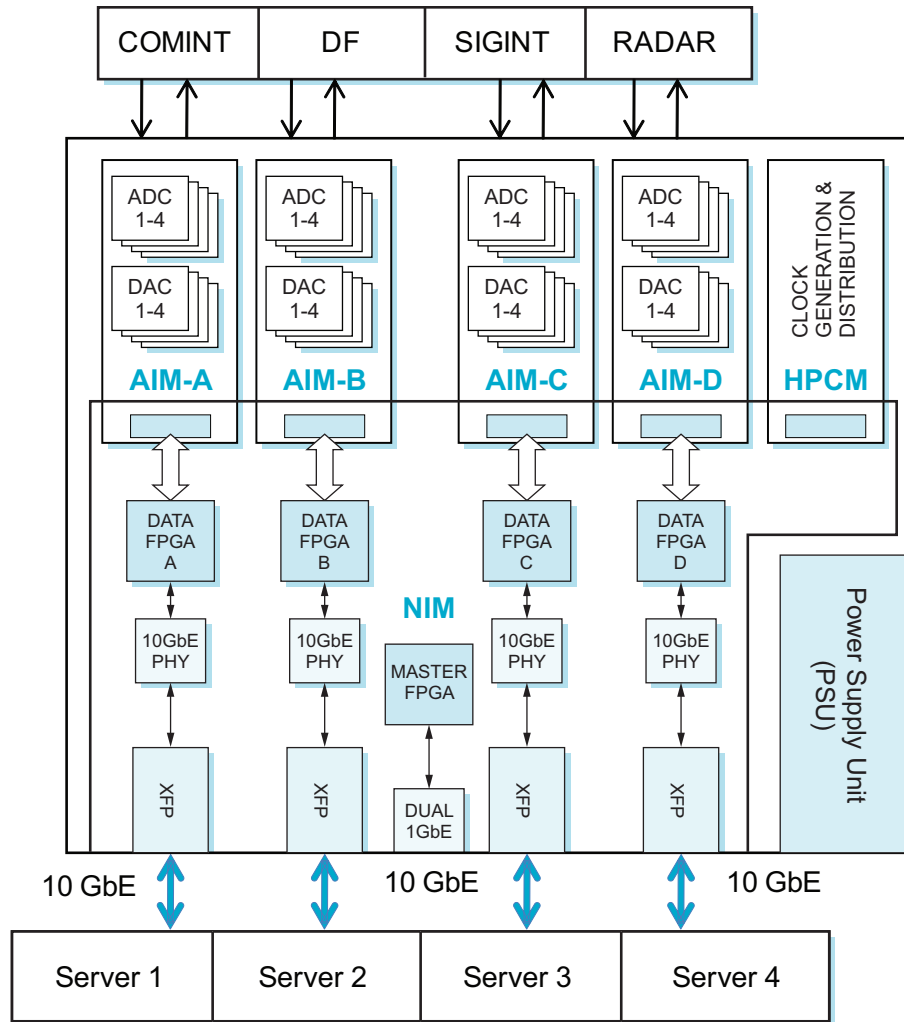 COMINT
DF
SIGINT
RADAR
ADC
1-4
ADC
1-4
ADC
1-4
ADC
1-4
CLOCK
GENERATION &
DISTRIBUTION
DAC
1-4
DAC
1-4
DAC
1-4
DAC
1-4
AIM-A
AIM-B
AIM-C
AIM-D
HPCM
DATA
FPGA
A
DATA
FPGA
B
DATA
FPGA
C
DATA
FPGA
D
NIM
10GbE
PHY
10GbE
PHY
10GbE
PHY
10GbE
PHY
MASTER
FPGA
Power Supply Unit
(PSU)
XFP
XFP
DUAL
1GbE
XFP
XFP
10 GbE
10 GbE
10 GbE
Server 1
Server 2
Server 3
Server 4